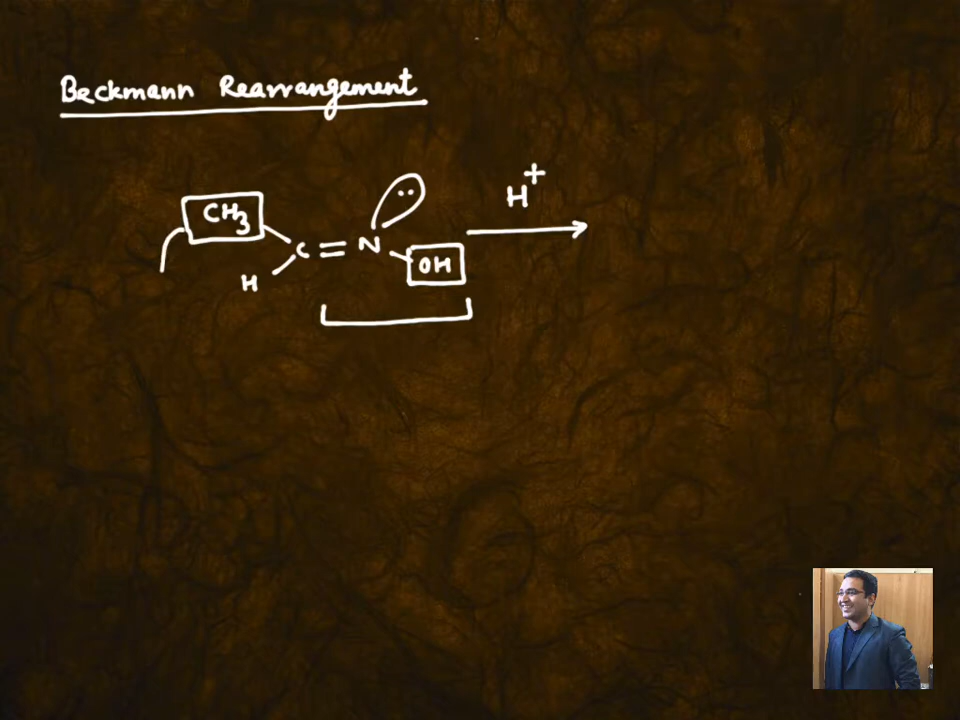 Beckmann Rearrangement
H+
CH3
C = N
H
OH